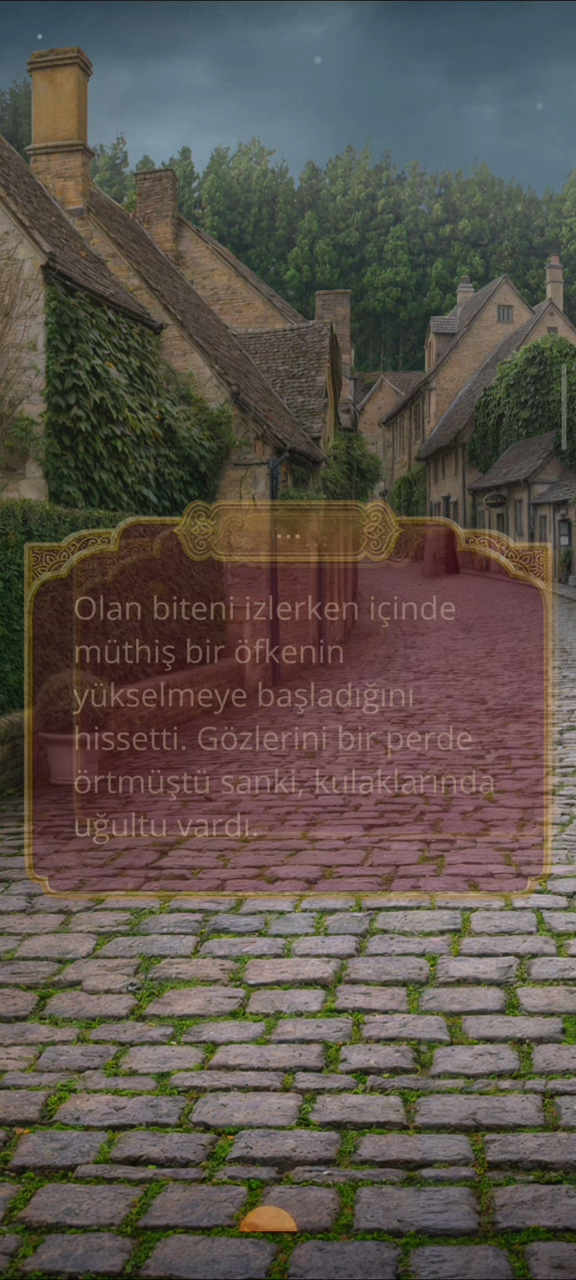 ...
Olan biteni izlerken içinde
müthiş bir öfkenin
yükselmeye başladığını
hissetti. Gözlerini bir perde
örtmüştü sanki, kulaklarında
uğultu vardı.